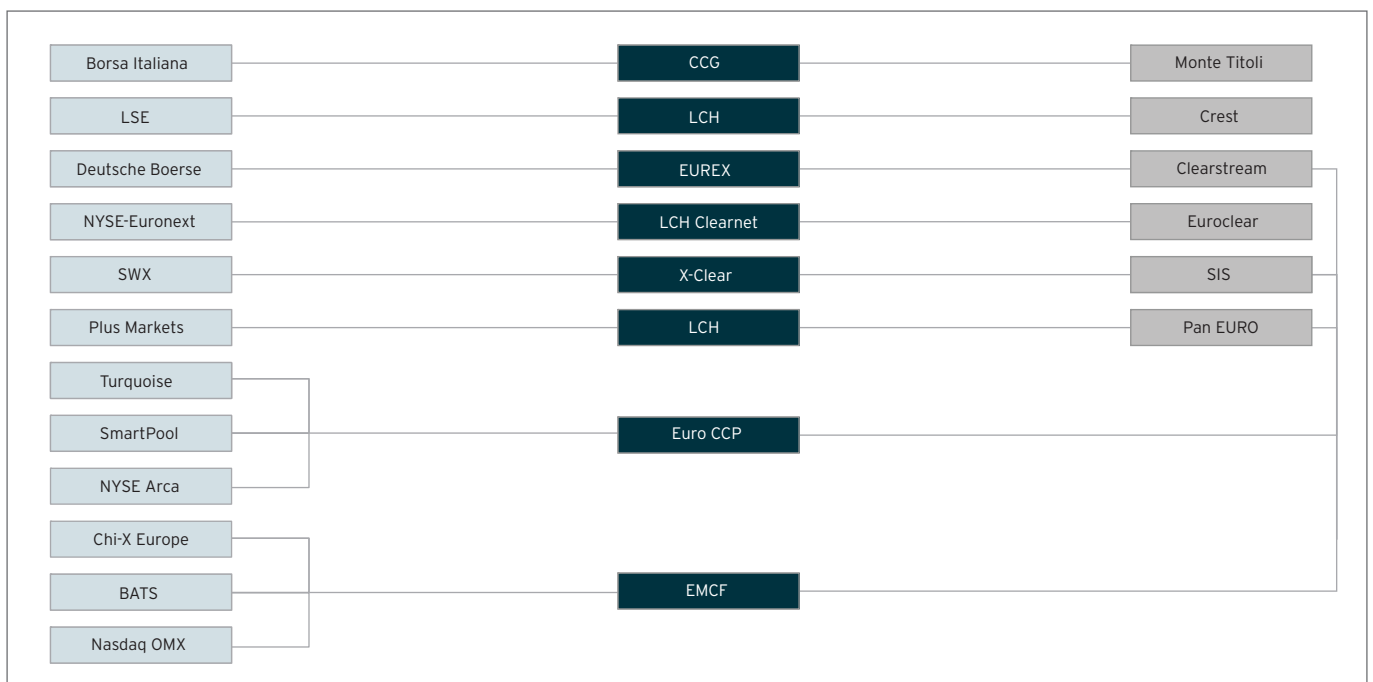 Borsa Italiana
CCG
Monte Titoli
LSE
LCH
Crest
Deutsche Boerse
EUREX
Clearstream
NYSE-Euronext
LCH Clearnet
Euroclear
SWX
X-Clear
SIS
Plus Markets
LCH
Pan EURO
Turquoise
SmartPool
Euro CCP
NYSE Arca
Chi-X Europe
BATS
EMCF
Nasdaq OMX